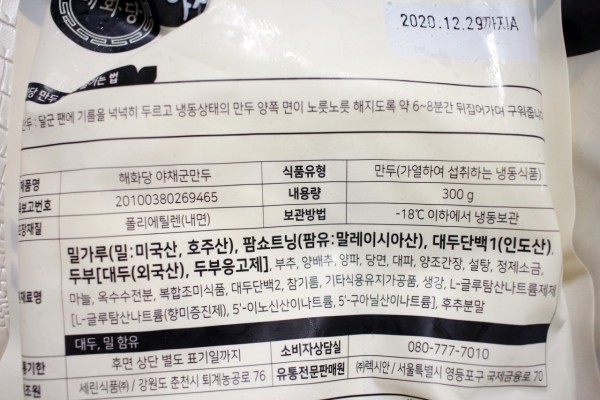 해화당
2020.12.29까지A
만두 : 달군 팬에 기름을 넉넉히 두르고 냉동상태의 만두 양쪽 면이 노릇노릇 해지도록 약 6~8분간 뒤집어가며 구워줍니
제품명 해화당 야채군만두 식품유형 만두(가열하여 섭취하는 냉동식품)
보고번호 20100380269465 내용량 300 g
포장재질 폴리에틸렌(내면) 보관방법 -18℃ 이하에서 냉동보관
밀가루(밀:미국산, 호주산), 팜쇼트닝(팜유:말레이시아산), 대두단백1(인도산),
두부[대두(외국산), 두부응고제], 부추, 양배추, 양파, 당면, 대파, 양조간장, 설탕, 정제소금,
원재료명 마늘, 옥수수전분, 복합조미식품, 대두단백2, 참기름, 기타식용유지가공품, 생강, L-글루탐산나트륨제제
[L-글루탐산나트륨(향미증진제), 5'-이노신산이나트륨, 5'-구아닐산이나트륨], 후추분말
대두, 밀 함유
유통기한 후면 상단 별도 표기일까지 소비자상담실 080-777-7010
제조원 세린식품㈜ / 강원도 춘천시 퇴계농공로 76 유통전문판매원 ㈜렉시안 / 서울특별시 영등포구 국제금융로 70